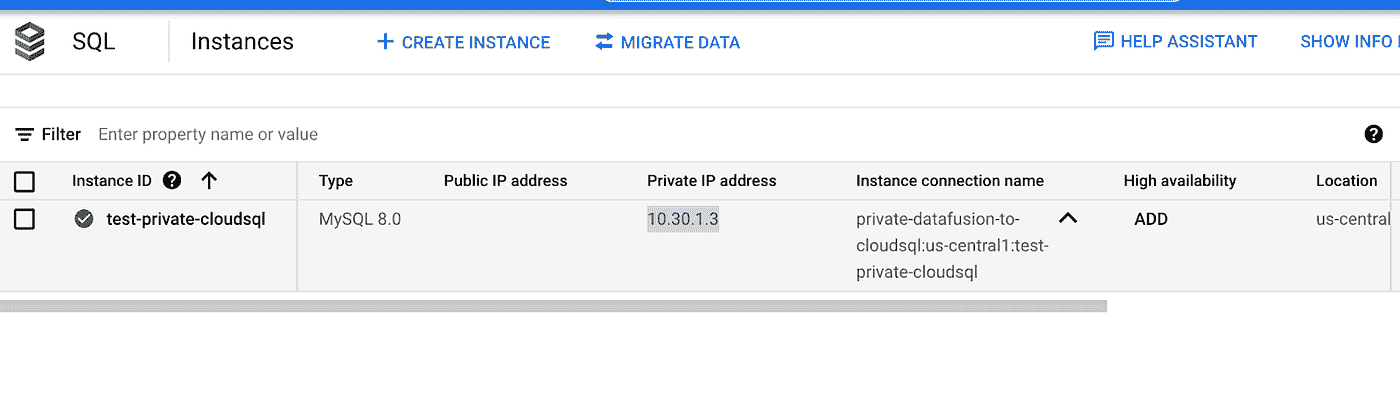 SQL Instances CREATE INSTANCE MIGRATE DATA HELP ASSISTANT SHOW INFO
Filter Enter property name or value
Instance ID Type Public IP address Private IP address Instance connection name High availability Location
test-private-cloudsql MySQL 8.0 10.30.1.3 private-datafusion-to- ADD us-central
cloudsql:us-central1:test-
private-cloudsql